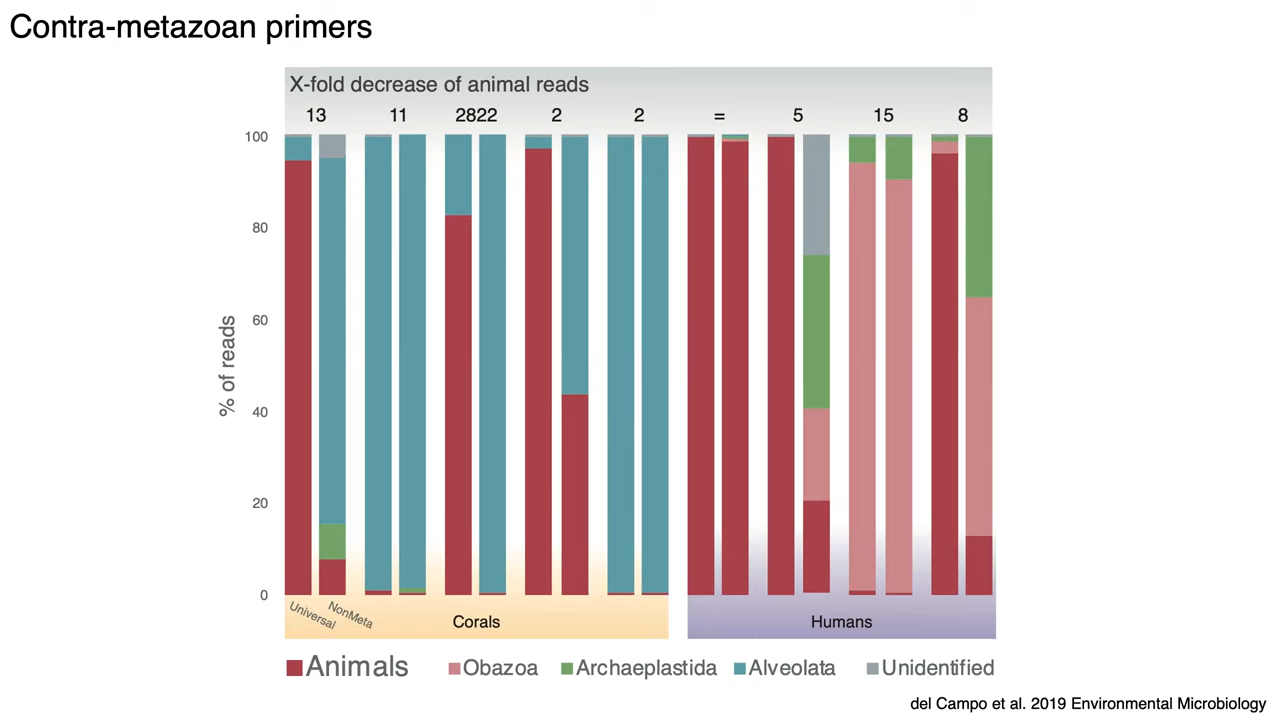 Contra-metazoan primers
X-fold decrease of animal reads
13 11 2822 2 2 = 5 15 8
100
80
60
40
20
0
% of reads
Universal NonMeta
Corals Humans
Animals Obazoa Archaeplastida Alveolata Unidentified
del Campo et al. 2019 Environmental Microbiology